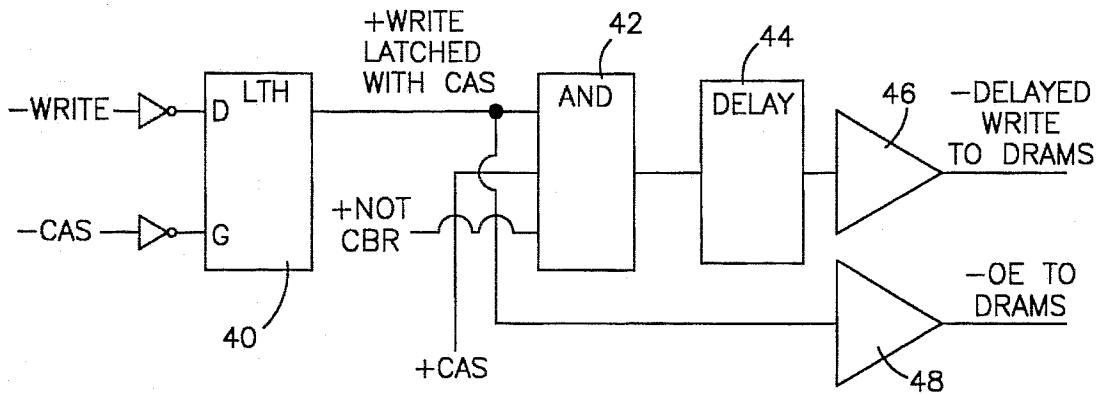 +WRITE
LATCHED
WITH CAS
42
44
LTH
AND
DELAY
46
-DELAYED
WRITE
TO DRAMS
-WRITE
D
+NOT
CBR
-CAS
G
-OE TO
DRAMS
40
+CAS
48